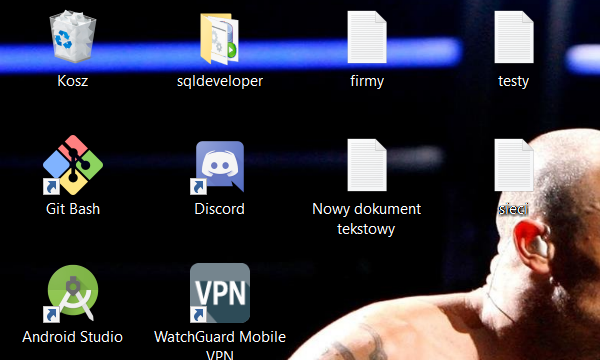 Kosz
sqldeveloper
firmy
testy
Git Bash
Discord
Nowy dokument
tekstowy
sieci
Android Studio
VPN
WatchGuard Mobile
VPN